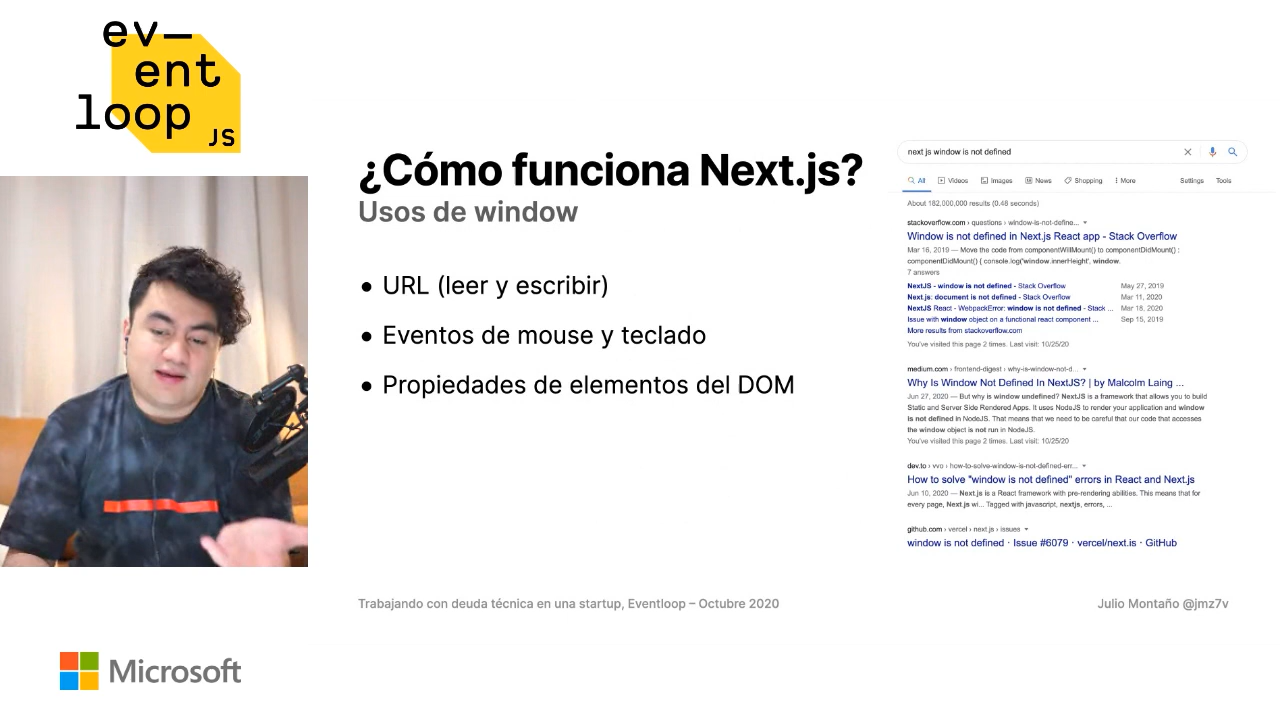 ev—
ent
loop JS
¿Cómo funciona Next.js?
Usos de window
● URL (leer y escribir)
● Eventos de mouse y teclado
● Propiedades de elementos del DOM
next js window is not defined
All Videos Images News Shopping More Settings Tools
About 182,000,000 results (0.48 seconds)
stackoverflow.com › questions › window-is-not-define...
Window is not defined in Next.js React app - Stack Overflow
Mar 16, 2019 — Move the code from componentWillMount() to componentDidMount() :
componentDidMount() { console.log('window.innerHeight', window.
7 answers
NextJS - window is not defined - Stack Overflow May 27, 2019
Next.js: document is not defined - Stack Overflow Mar 11, 2020
NextJS React - WebpackError: window is not defined - Stack ... Mar 18, 2020
Issue with window object on a functional react component ... Sep 15, 2019
More results from stackoverflow.com
You've visited this page 2 times. Last visit: 10/25/20
medium.com › frontend-digest › why-is-window-not-d...
Why Is Window Not Defined In NextJS? | by Malcolm Laing ...
Jun 27, 2020 — But why is window undefined? NextJS is a framework that allows you to build
Static and Server Side Rendered Apps. It uses NodeJS to render your application and window
is not defined in NodeJS. That means that we need to be careful that our code that accesses
the window object is not run in NodeJS.
You've visited this page 2 times. Last visit: 10/25/20
dev.to › vvo › how-to-solve-window-is-not-defined-err...
How to solve "window is not defined" errors in React and Next.js
Jun 10, 2020 — Next.js is a React framework with pre-rendering abilities. This means that for
every page, Next.js wi... Tagged with javascript, nextjs, errors, ...
github.com › vercel › next.js › issues
window is not defined · Issue #6079 · vercel/next.js · GitHub
Trabajando con deuda técnica en una startup, Eventloop – Octubre 2020
Julio Montaño @jmz7v
Microsoft